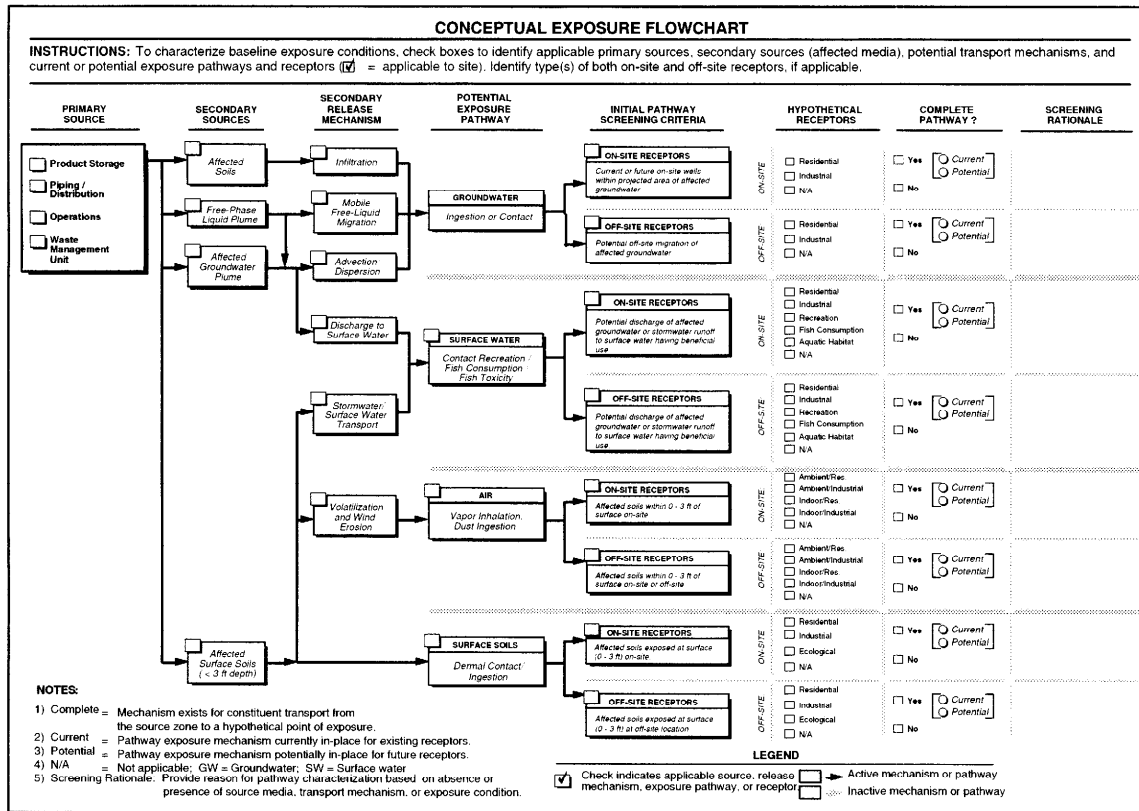 CONCEPTUAL EXPOSURE FLOWCHART
INSTRUCTIONS: To characterize baseline exposure conditions, check boxes to identify applicable primary sources, secondary sources (affected media), potential transport mechanisms, and
current or potential exposure pathways and receptors (☑ = applicable to site). Identify type(s) of both on-site and off-site receptors, if applicable.
PRIMARY
SOURCE
SECONDARY
SOURCES
SECONDARY
RELEASE
MECHANISM
POTENTIAL
EXPOSURE
PATHWAY
INITIAL PATHWAY
SCREENING CRITERIA
HYPOTHETICAL
RECEPTORS
COMPLETE
PATHWAY ?
SCREENING
RATIONALE
Product Storage
Piping /
Distribution
Operations
Waste
Management
Unit
Affected
Soils
Free-Phase
Liquid Plume
Affected
Groundwater
Plume
Affected
Surface Soils
( < 3 ft depth)
Infiltration
Mobile
Free-Liquid
Migration
Advection
Dispersion
Discharge to
Surface Water
Stormwater/
Surface Water
Transport
Volatilization
and Wind
Erosion
GROUNDWATER
Ingestion or Contact
SURFACE WATER
Contact Recreation /
Fish Consumption
Fish Toxicity
AIR
Vapor Inhalation,
Dust Ingestion
SURFACE SOILS
Dermal Contact/
Ingestion
ON-SITE RECEPTORS
Current or future on-site wells
within projected area of affected
groundwater
ON-SITE
Residential
Industrial
N/A
Yes
No
Current
Potential
OFF-SITE RECEPTORS
Potential off-site migration of
affected groundwater
OFF-SITE
Residential
Industrial
N/A
Yes
No
Current
Potential
ON-SITE RECEPTORS
Potential discharge of affected
groundwater or stormwater runoff
to surface water having beneficial
use
ON-SITE
Residential
Industrial
Recreation
Fish Consumption
Aquatic Habitat
N/A
Yes
No
Current
Potential
OFF-SITE RECEPTORS
Potential discharge of affected
groundwater or stormwater runoff
to surface water having beneficial
use
OFF-SITE
Residential
Industrial
Recreation
Fish Consumption
Aquatic Habitat
N/A
Yes
No
Current
Potential
ON-SITE RECEPTORS
Affected soils within 0 - 3 ft of
surface on-site
ON-SITE
Ambient/Res.
Ambient/Industrial
Indoor/Res
Indoor/Industrial
N/A
Yes
No
Current
Potential
OFF-SITE RECEPTORS
Affected soils within 0 - 3 ft of
surface on-site or off-site
OFF-SITE
Ambient/Res.
Ambient/Industrial
Indoor/Res
Indoor/Industrial
N/A
Yes
No
Current
Potential
ON-SITE RECEPTORS
Affected soils exposed at surface
(0 - 3 ft) on-site.
ON-SITE
Residential
Industrial
Ecological
N/A
Yes
No
Current
Potential
OFF-SITE RECEPTORS
Affected soils exposed at surface
(0 - 3 ft) at off-site location
OFF-SITE
Residential
Industrial
Ecological
N/A
Yes
No
Current
Potential
NOTES:
1) Complete = Mechanism exists for constituent transport from
the source zone to a hypothetical point of exposure.
2) Current = Pathway exposure mechanism currently in-place for existing receptors.
3) Potential = Pathway exposure mechanism potentially in-place for future receptors.
4) N/A = Not applicable; GW = Groundwater; SW = Surface water
5) Screening Rationale: Provide reason for pathway characterization based on absence or
presence of source media, transport mechanism, or exposure condition.
LEGEND
Check indicates applicable source, release
mechanism, exposure pathway, or receptor
Active mechanism or pathway
Inactive mechanism or pathway